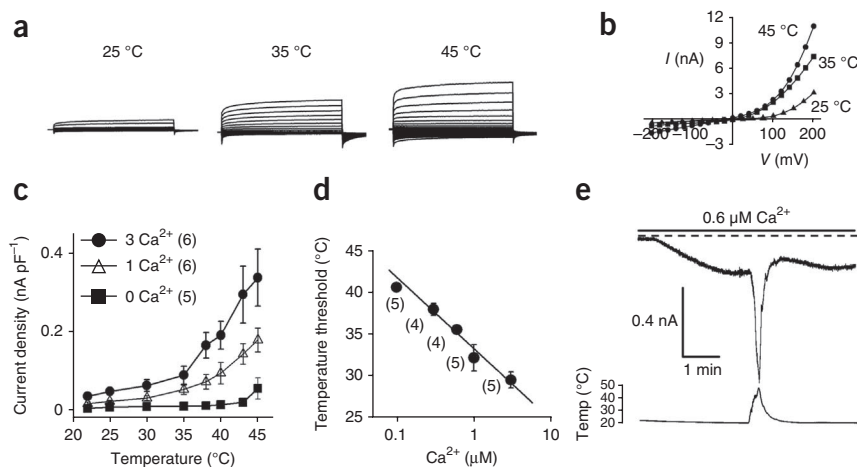 a
25 °C 35 °C 45 °C
b
I (nA)
12
9
6
3
−3
45 °C
35 °C
25 °C
−200 −100 0 100 200
V (mV)
c
Current density (nA pF−1)
0.4
0.2
0
3 Ca2+ (6)
1 Ca2+ (6)
0 Ca2+ (5)
20 25 30 35 40 45
Temperature (°C)
d
Temperature threshold (°C)
45
40
35
30
25
(5)
(4)
(4)
(5)
(5)
0.1 1 10
Ca2+ (μM)
e
0.6 μM Ca2+
0.4 nA
1 min
Temp (°C)
50
40
30
20